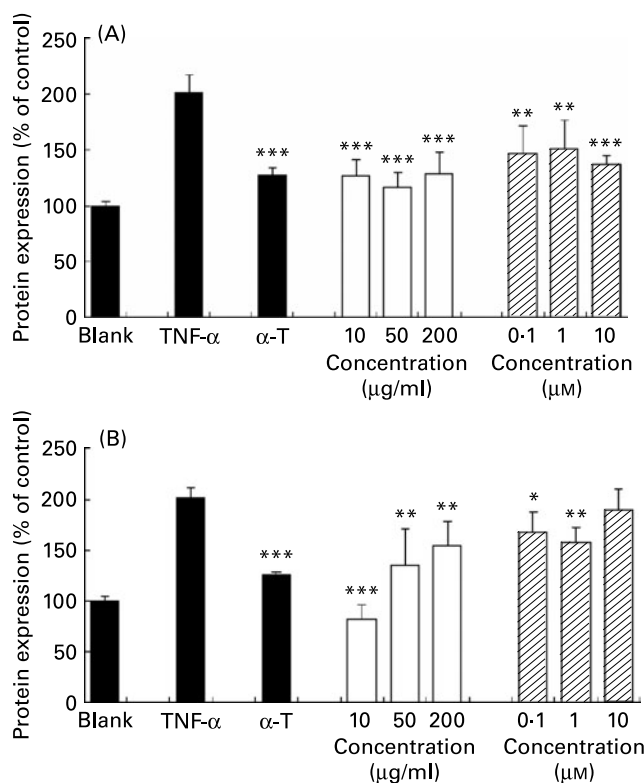 (A)
Protein expression (% of control)
250
200
150
100
50
0
*** *** *** *** ** ** ***
Blank TNF-α α-T 10 50 200 0·1 1 10
Concentration Concentration
(μg/ml) (μM)
(B)
Protein expression (% of control)
250
200
150
100
50
0
*** *** ** ** * **
Blank TNF-α α-T 10 50 200 0·1 1 10
Concentration Concentration
(μg/ml) (μM)